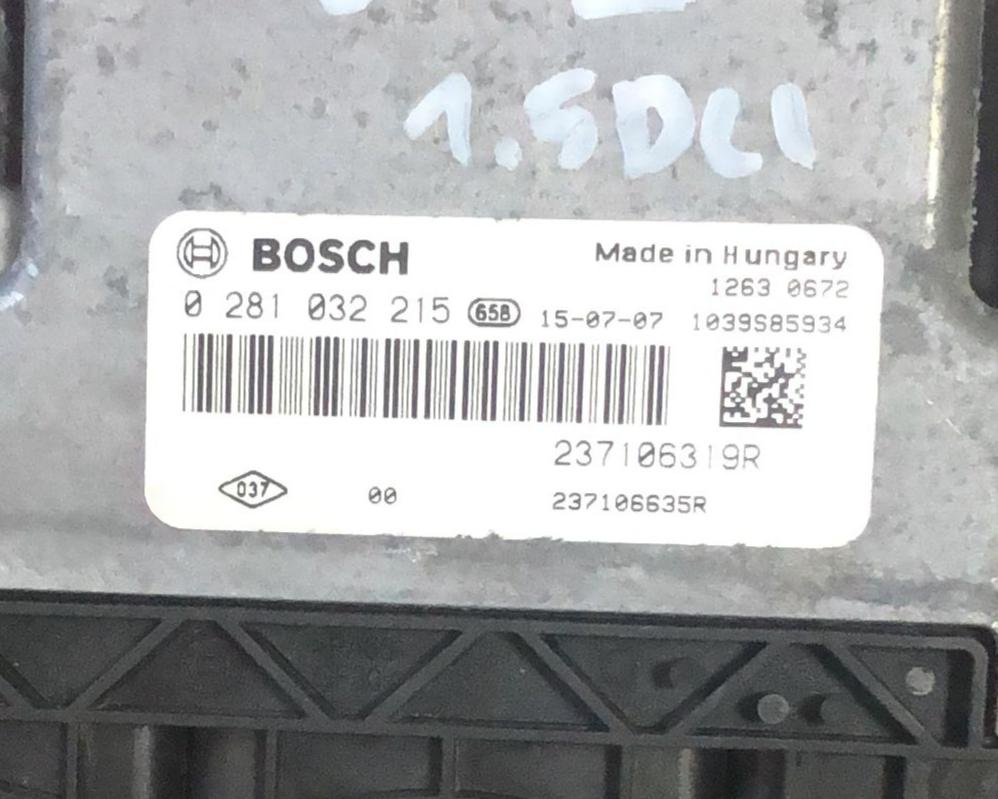 1.5DCI
BOSCH
Made in Hungary
1263 0672
0 281 032 215 65B 15-07-07 1039S85934
237106319R
037 00 237106635R